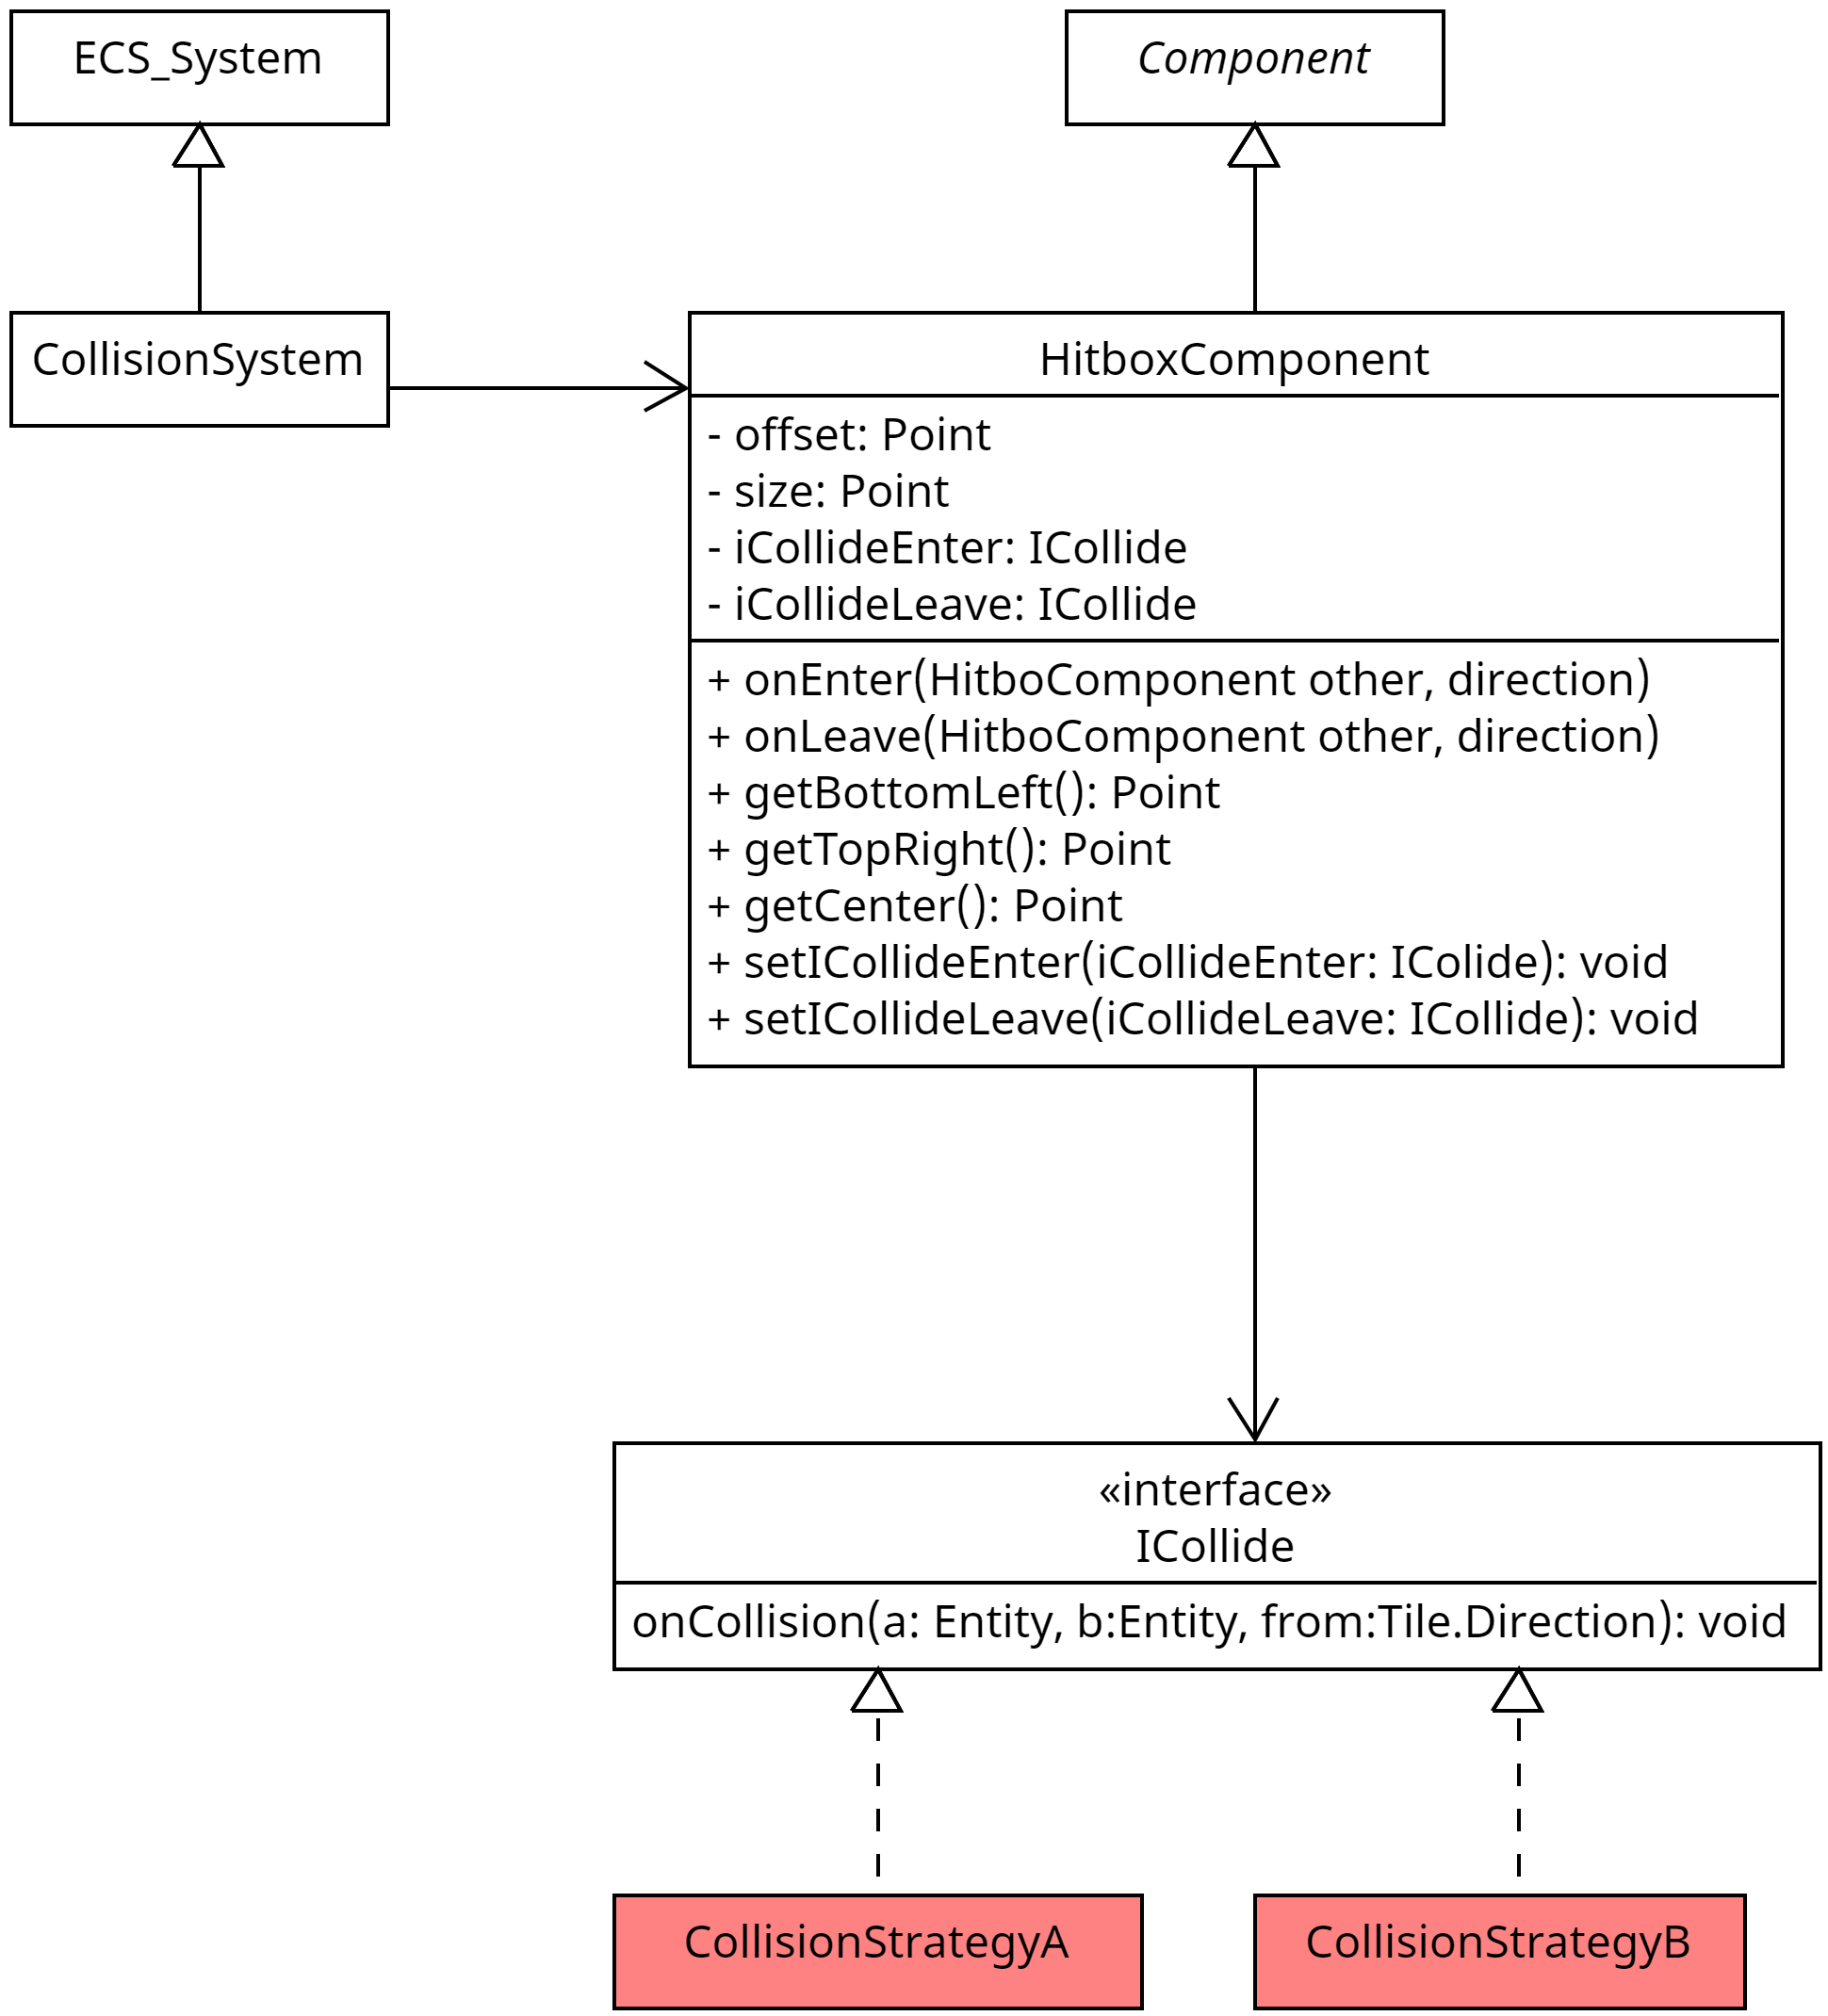 ECS_System
Component
CollisionSystem
HitboxComponent
- offset: Point
- size: Point
- iCollideEnter: ICollide
- iCollideLeave: ICollide
+ onEnter(HitboComponent other, direction)
+ onLeave(HitboComponent other, direction)
+ getBottomLeft(): Point
+ getTopRight(): Point
+ getCenter(): Point
+ setICollideEnter(iCollideEnter: IColide): void
+ setICollideLeave(iCollideLeave: ICollide): void
«interface»
ICollide
onCollision(a: Entity, b:Entity, from:Tile.Direction): void
CollisionStrategyA
CollisionStrategyB